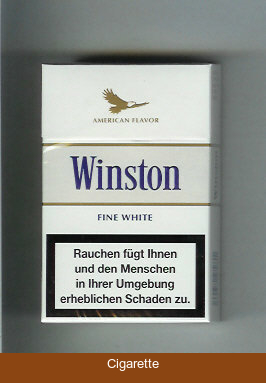 AMERICAN FLAVOR
Winston
FINE WHITE
Rauchen fügt Ihnen
und den Menschen
in Ihrer Umgebung
erheblichen Schaden zu.
Cigarette